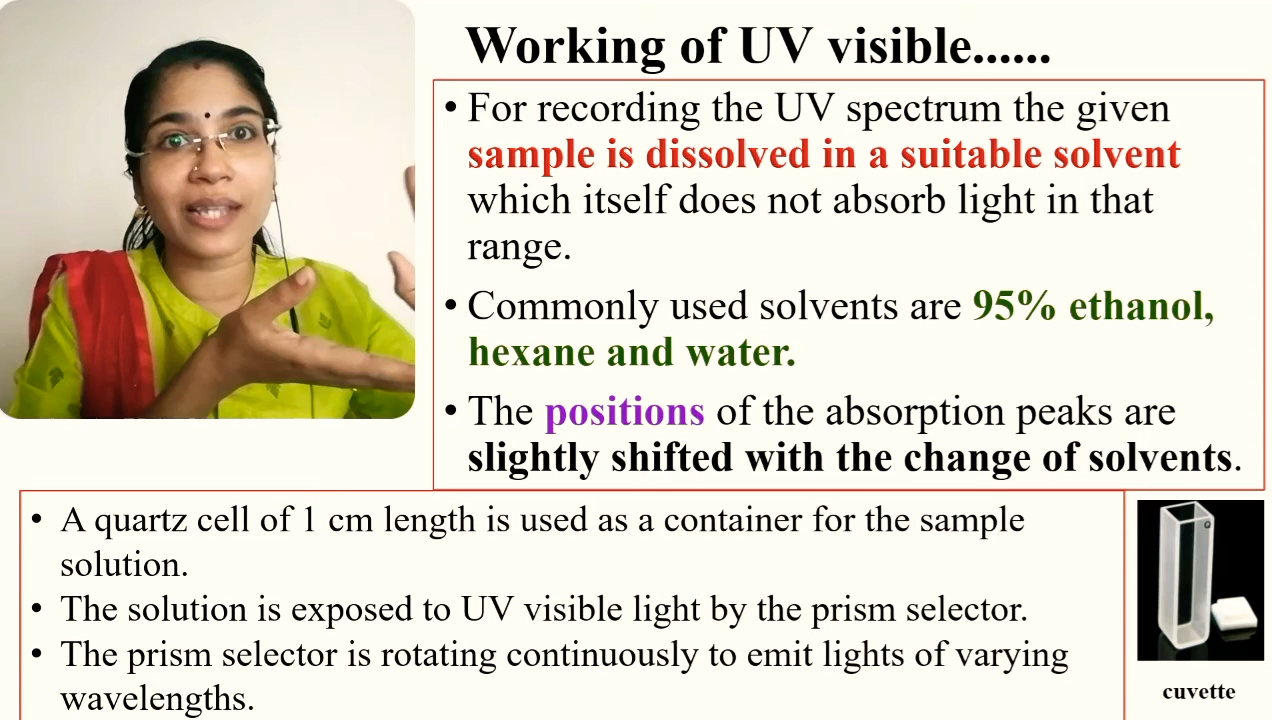 Working of UV visible......
• For recording the UV spectrum the given
sample is dissolved in a suitable solvent
which itself does not absorb light in that
range.
• Commonly used solvents are 95% ethanol,
hexane and water.
• The positions of the absorption peaks are
slightly shifted with the change of solvents.
• A quartz cell of 1 cm length is used as a container for the sample
solution.
• The solution is exposed to UV visible light by the prism selector.
• The prism selector is rotating continuously to emit lights of varying
wavelengths.
cuvette